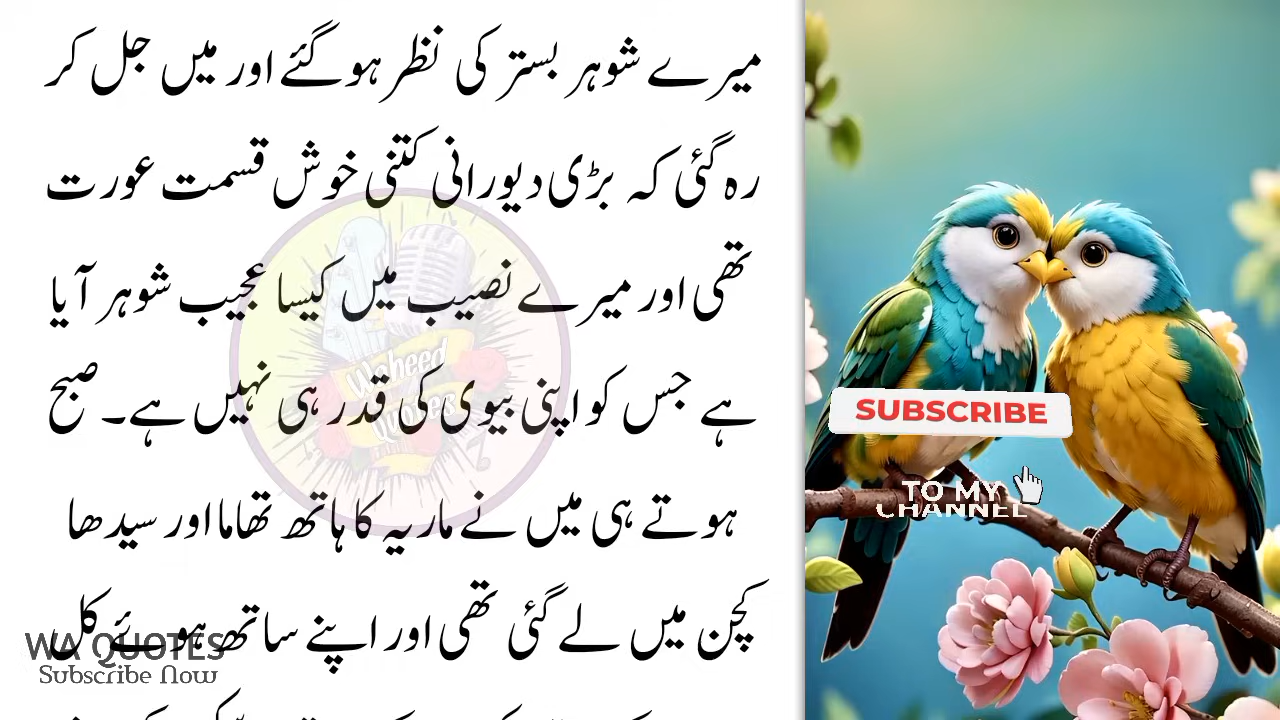 میرے شوہر بستر کی نظر ہوگئے اور میں جل کر
رہ گئی کہ بڑی دیورانی کتنی خوش قسمت عورت
تھی اور میرے نصیب میں کیسا عجیب شوہر آیا
ہے جس کو اپنی بیوی کی قدر ہی نہیں ہے۔ صبح
ہوتے ہی میں نے ماریہ کا ہاتھ تھاما اور سیدھا
کچن میں لے گئی تھی اور اپنے ساتھ ہوئے کل
Waheed
Quotes
WA QUOTES
Subscribe Now
SUBSCRIBE
TO MY
CHANNEL